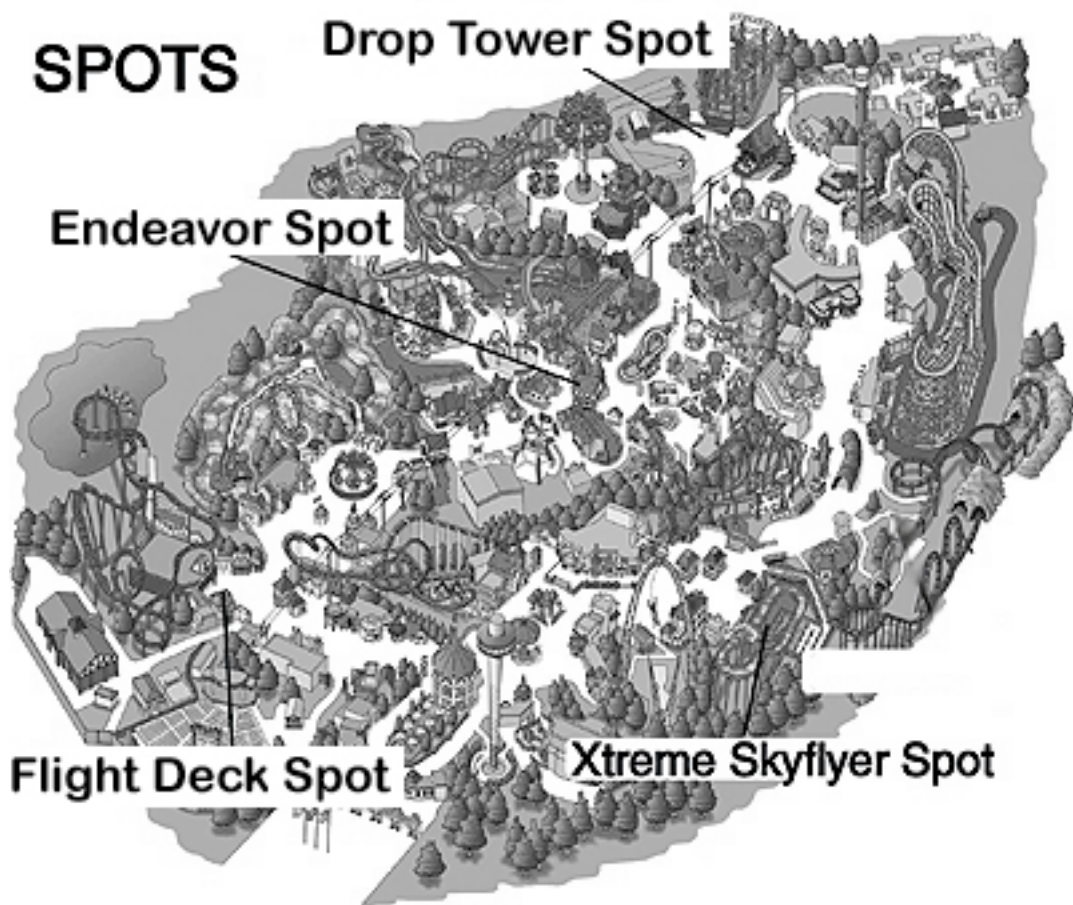 SPOTS
Drop Tower Spot
Endeavor Spot
Flight Deck Spot
Xtreme Skyflyer Spot